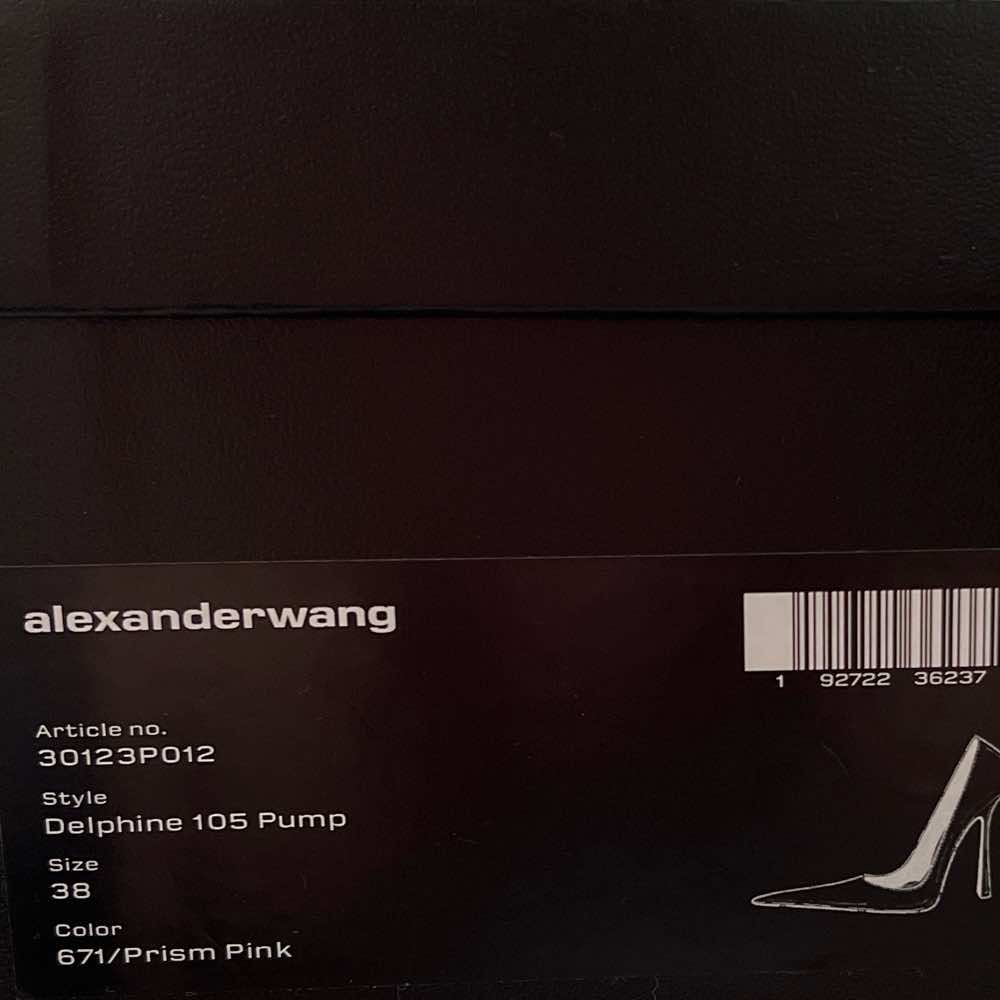 alexanderwang
1 92722 36237
Article no.
30123P012
Style
Delphine 105 Pump
Size
38
Color
671/Prism Pink